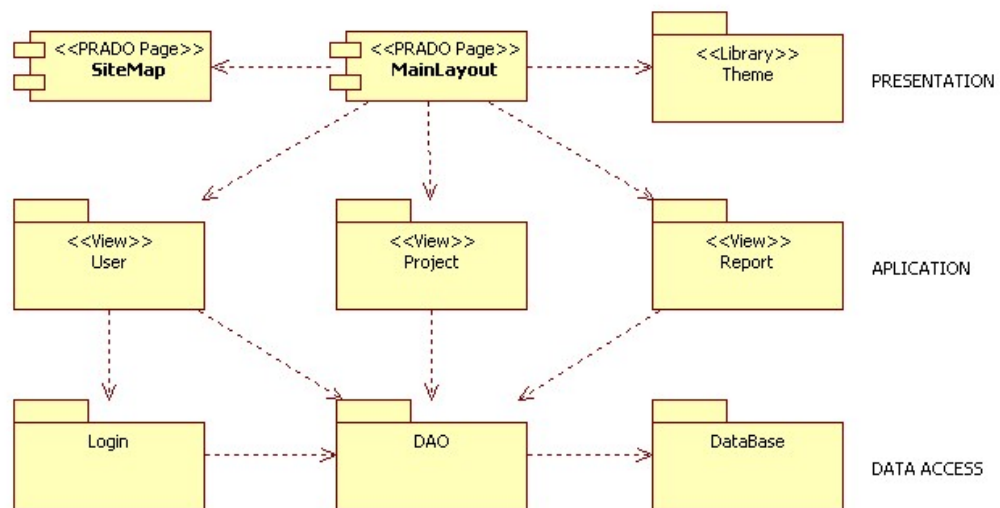 <<PRADO Page>>
SiteMap
<<PRADO Page>>
MainLayout
<<Library>>
Theme
PRESENTATION
<<View>>
User
<<View>>
Project
<<View>>
Report
APLICATION
Login
DAO
DataBase
DATA ACCESS